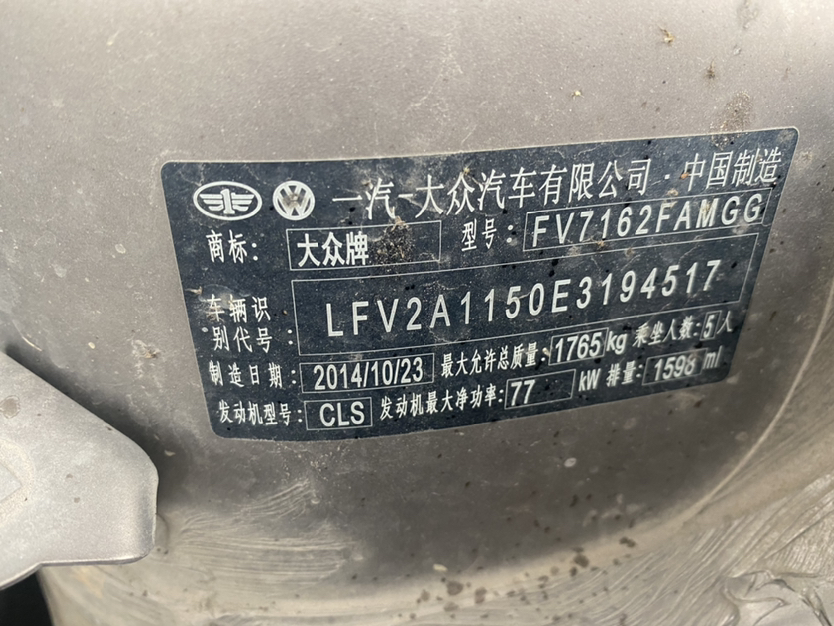 一汽-大众汽车有限公司·中国制造
商标: 大众牌 型号: FV7162FAMGG
车辆识别代号: LFV2A1150E3194517
制造日期: 2014/10/23 最大允许总质量: 1765 kg 乘坐人数: 5 人
发动机型号: CLS 发动机最大净功率: 77 kW 排量: 1598 ml